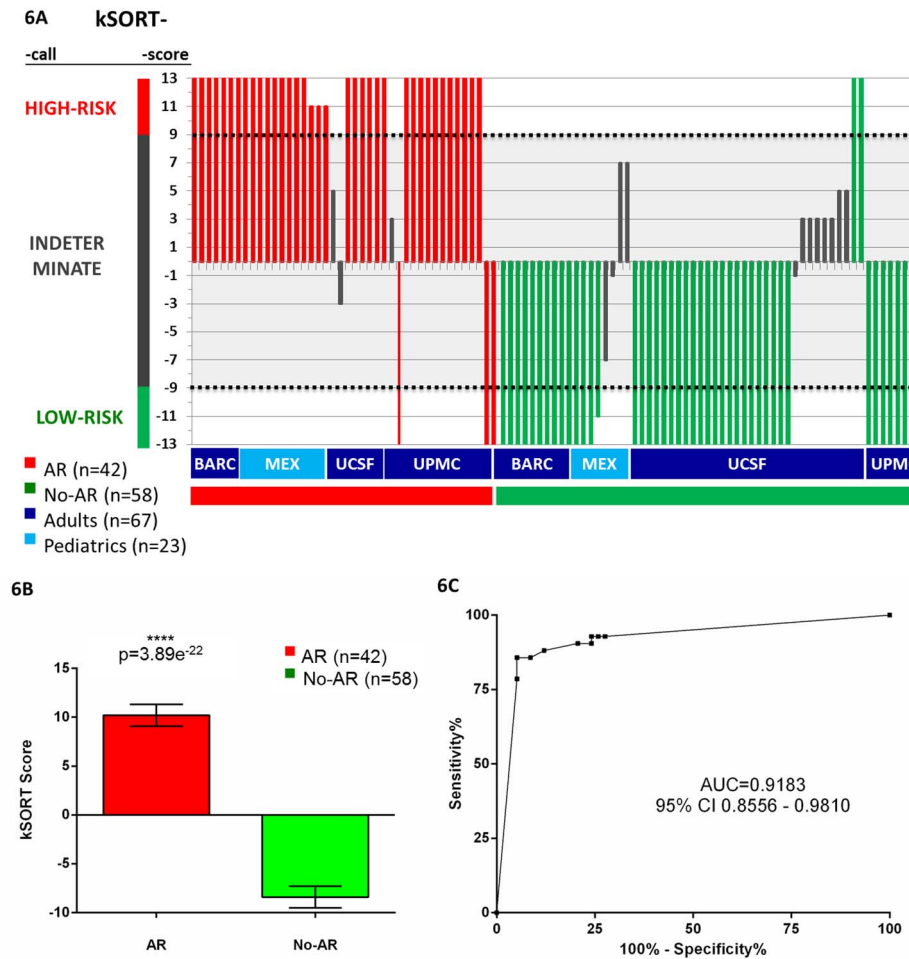 6A kSORT-
-call -score
HIGH-RISK
INDETER
MINATE
LOW-RISK
13
11
9
7
5
3
1
-1
-3
-5
-7
-9
-11
-13
BARC MEX UCSF UPMC BARC MEX UCSF UPM
AR (n=42)
No-AR (n=58)
Adults (n=67)
Pediatrics (n=23)
6B
****
p=3.89e-22
AR (n=42)
No-AR (n=58)
kSORT Score
15
10
5
0
-5
-10
AR No-AR
6C
Sensitivity%
100
75
50
25
0
AUC=0.9183
95% CI 0.8556 - 0.9810
0 25 50 75 100
100% - Specificity%